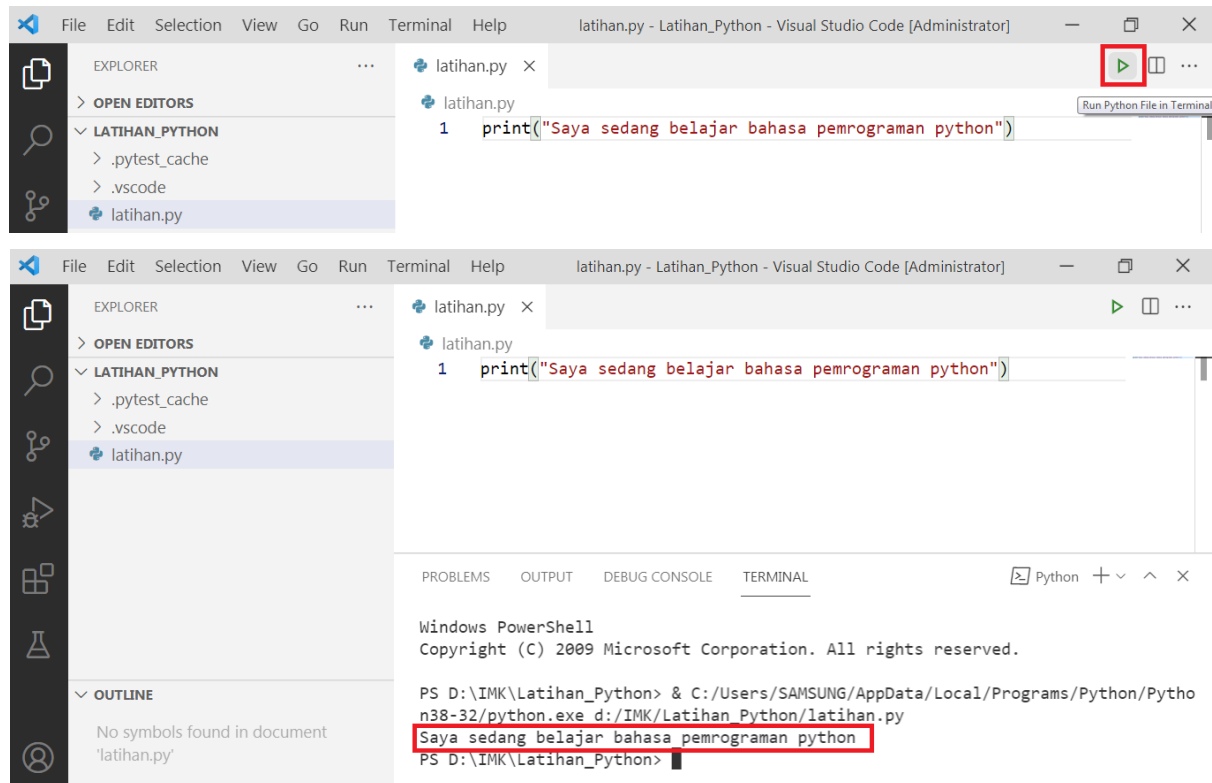 File Edit Selection View Go Run Terminal Help latihan.py - Latihan_Python - Visual Studio Code [Administrator]
EXPLORER ... latihan.py
OPEN EDITORS latihan.py
Run Python File in Terminal
LATIHAN_PYTHON 1 print("Saya sedang belajar bahasa pemrograman python")
.pytest_cache
.vscode
latihan.py
File Edit Selection View Go Run Terminal Help latihan.py - Latihan_Python - Visual Studio Code [Administrator]
EXPLORER ... latihan.py
OPEN EDITORS latihan.py
LATIHAN_PYTHON 1 print("Saya sedang belajar bahasa pemrograman python")
.pytest_cache
.vscode
latihan.py
PROBLEMS OUTPUT DEBUG CONSOLE TERMINAL Python
Windows PowerShell
Copyright (C) 2009 Microsoft Corporation. All rights reserved.
PS D:\IMK\Latihan_Python> & C:/Users/SAMSUNG/AppData/Local/Programs/Python/Pytho
n38-32/python.exe d:/IMK/Latihan_Python/latihan.py
Saya sedang belajar bahasa pemrograman python
PS D:\IMK\Latihan_Python>
OUTLINE
No symbols found in document
'latihan.py'